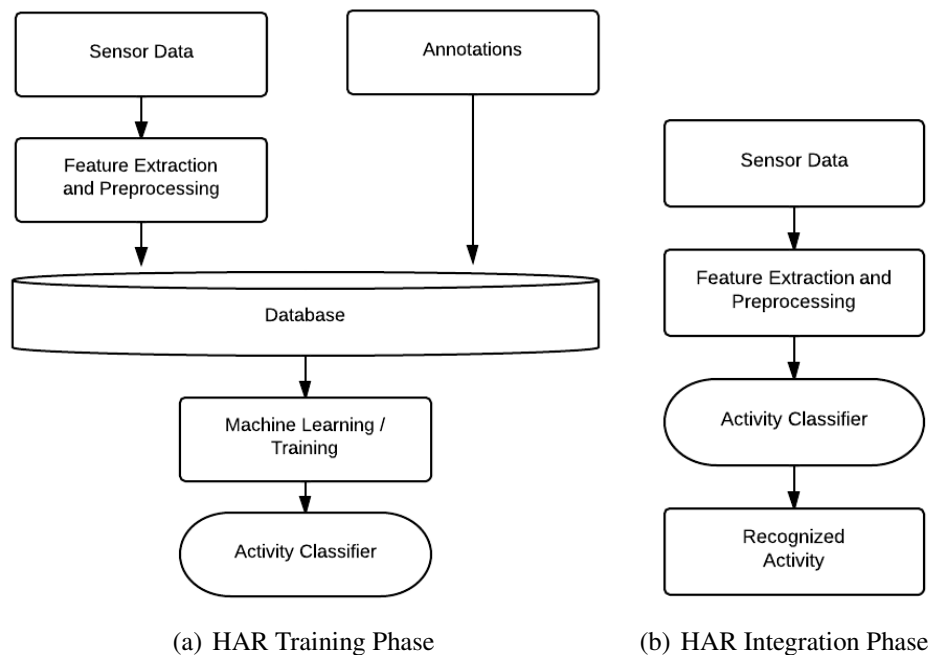 Sensor Data
Annotations
Feature Extraction
and Preprocessing
Database
Machine Learning /
Training
Activity Classifier
(a) HAR Training Phase
Sensor Data
Feature Extraction and
Preprocessing
Activity Classifier
Recognized
Activity
(b) HAR Integration Phase